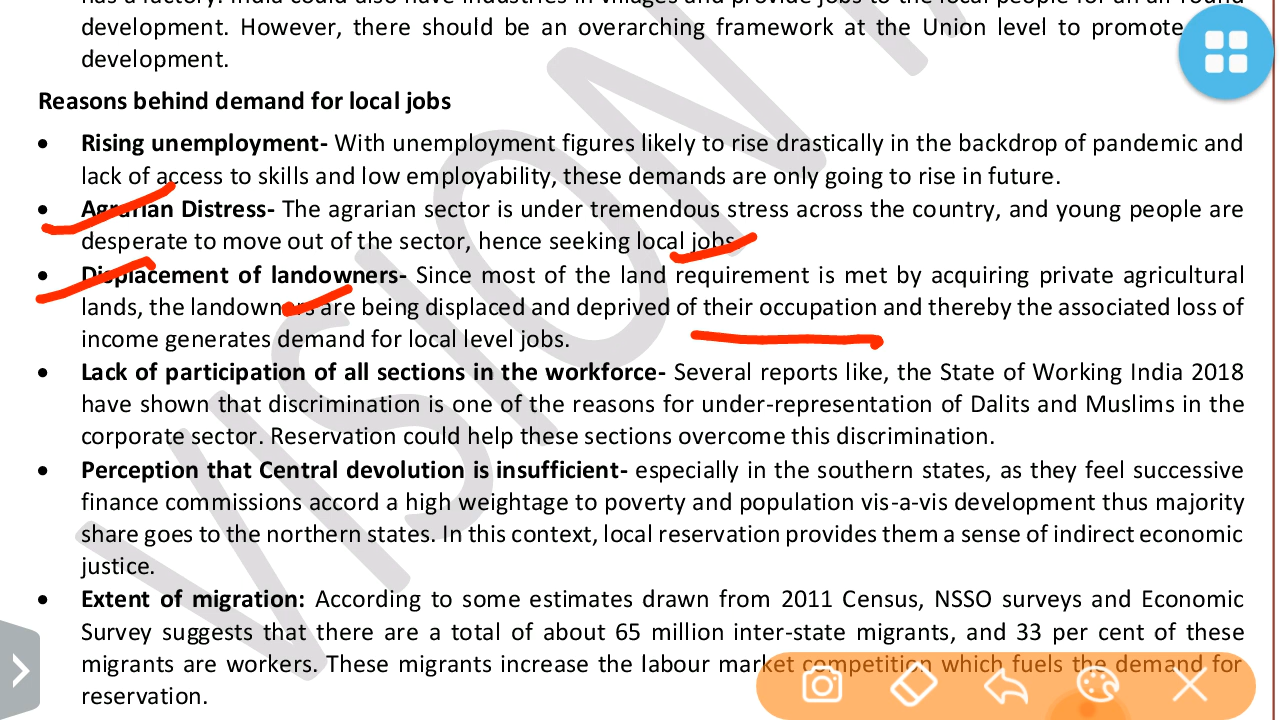 development. However, there should be an overarching framework at the Union level to promote
development.
Reasons behind demand for local jobs
• Rising unemployment- With unemployment figures likely to rise drastically in the backdrop of pandemic and
lack of access to skills and low employability, these demands are only going to rise in future.
• Agrarian Distress- The agrarian sector is under tremendous stress across the country, and young people are
desperate to move out of the sector, hence seeking local jobs.
• Displacement of landowners- Since most of the land requirement is met by acquiring private agricultural
lands, the landowners are being displaced and deprived of their occupation and thereby the associated loss of
income generates demand for local level jobs.
• Lack of participation of all sections in the workforce- Several reports like, the State of Working India 2018
have shown that discrimination is one of the reasons for under-representation of Dalits and Muslims in the
corporate sector. Reservation could help these sections overcome this discrimination.
• Perception that Central devolution is insufficient- especially in the southern states, as they feel successive
finance commissions accord a high weightage to poverty and population vis-a-vis development thus majority
share goes to the northern states. In this context, local reservation provides them a sense of indirect economic
justice.
• Extent of migration: According to some estimates drawn from 2011 Census, NSSO surveys and Economic
Survey suggests that there are a total of about 65 million inter-state migrants, and 33 per cent of these
migrants are workers. These migrants increase the labour market competition which fuels the demand for
reservation.
VISION